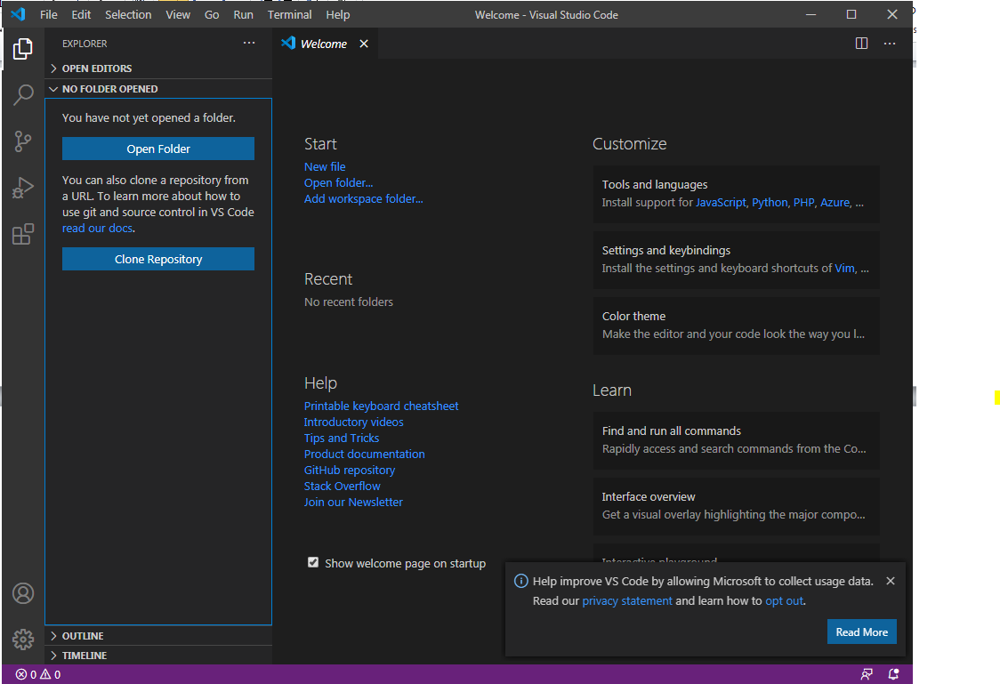 File Edit Selection View Go Run Terminal Help
Welcome - Visual Studio Code
EXPLORER
OPEN EDITORS
NO FOLDER OPENED
You have not yet opened a folder.
Open Folder
You can also clone a repository from
a URL. To learn more about how to
use git and source control in VS Code
read our docs.
Clone Repository
OUTLINE
TIMELINE
Welcome
Start
New file
Open folder...
Add workspace folder...
Recent
No recent folders
Help
Printable keyboard cheatsheet
Introductory videos
Tips and Tricks
Product documentation
GitHub repository
Stack Overflow
Join our Newsletter
Show welcome page on startup
Customize
Tools and languages
Install support for JavaScript, Python, PHP, Azure, ...
Settings and keybindings
Install the settings and keyboard shortcuts of Vim, ...
Color theme
Make the editor and your code look the way you l...
Learn
Find and run all commands
Rapidly access and search commands from the Co...
Interface overview
Get a visual overlay highlighting the major compo...
Interactive playground
Help improve VS Code by allowing Microsoft to collect usage data.
Read our privacy statement and learn how to opt out.
Read More
0 0